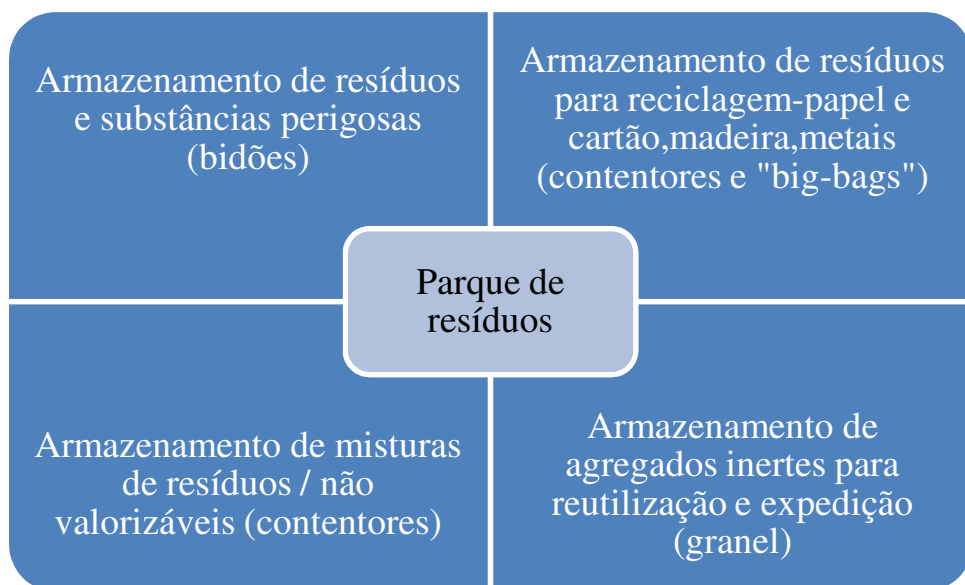 Armazenamento de resíduos
e substâncias perigosas
(bidões)
Armazenamento de resíduos
para reciclagem-papel e
cartão,madeira,metais
(contentores e "big-bags")
Parque de
resíduos
Armazenamento de misturas
de resíduos / não
valorizáveis (contentores)
Armazenamento de
agregados inertes para
reutilização e expedição
(granel)